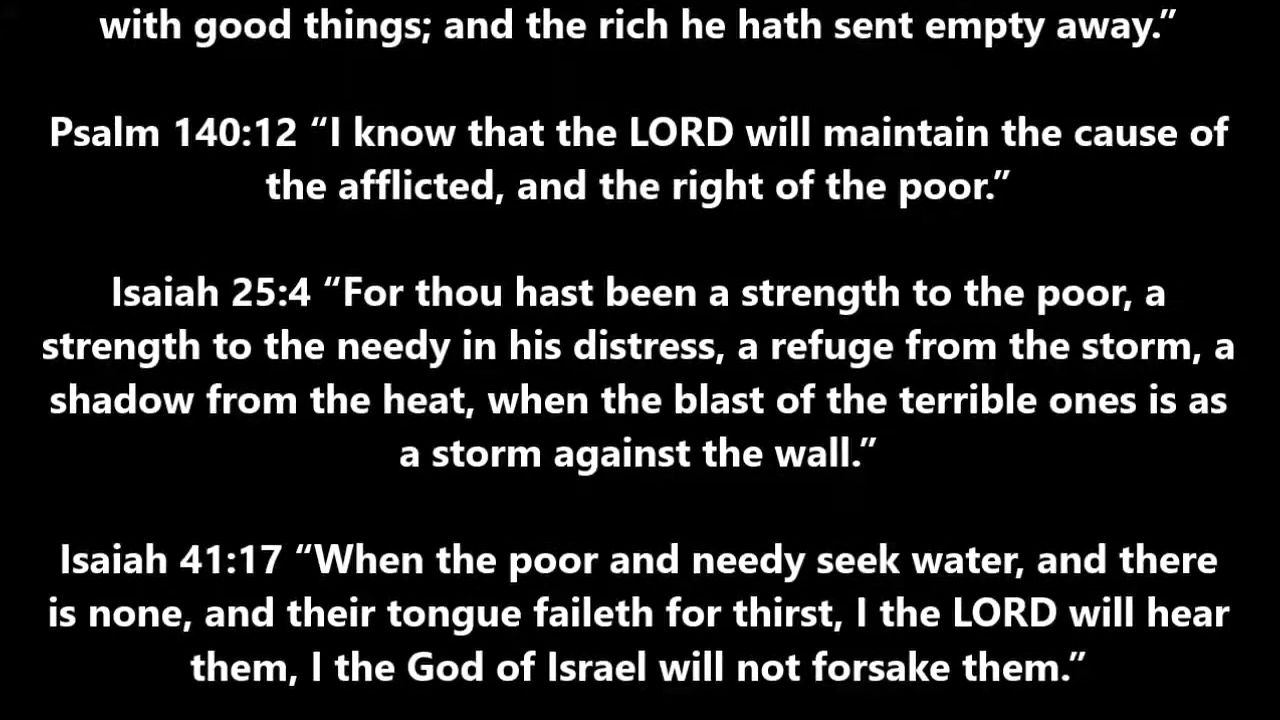 with good things; and the rich he hath sent empty away.”
Psalm 140:12 “I know that the LORD will maintain the cause of
the afflicted, and the right of the poor.”
Isaiah 25:4 “For thou hast been a strength to the poor, a
strength to the needy in his distress, a refuge from the storm, a
shadow from the heat, when the blast of the terrible ones is as
a storm against the wall.”
Isaiah 41:17 “When the poor and needy seek water, and there
is none, and their tongue faileth for thirst, I the LORD will hear
them, I the God of Israel will not forsake them.”